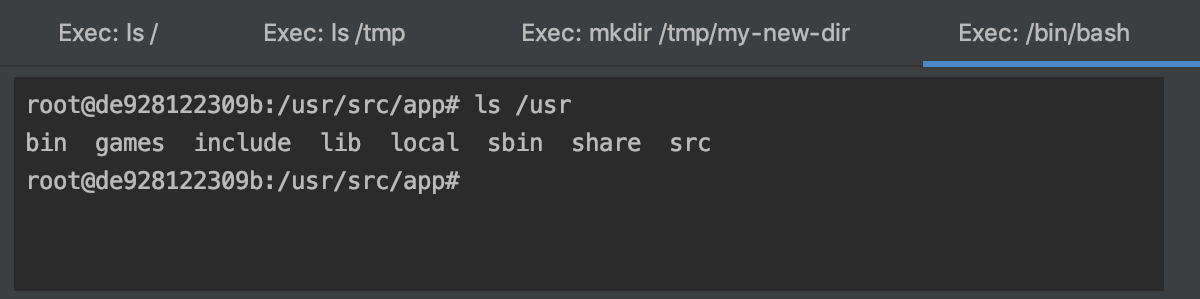 Exec: ls / Exec: ls /tmp Exec: mkdir /tmp/my-new-dir Exec: /bin/bash
root@de928122309b:/usr/src/app# ls /usr
bin  games  include  lib  local  sbin  share  src
root@de928122309b:/usr/src/app#